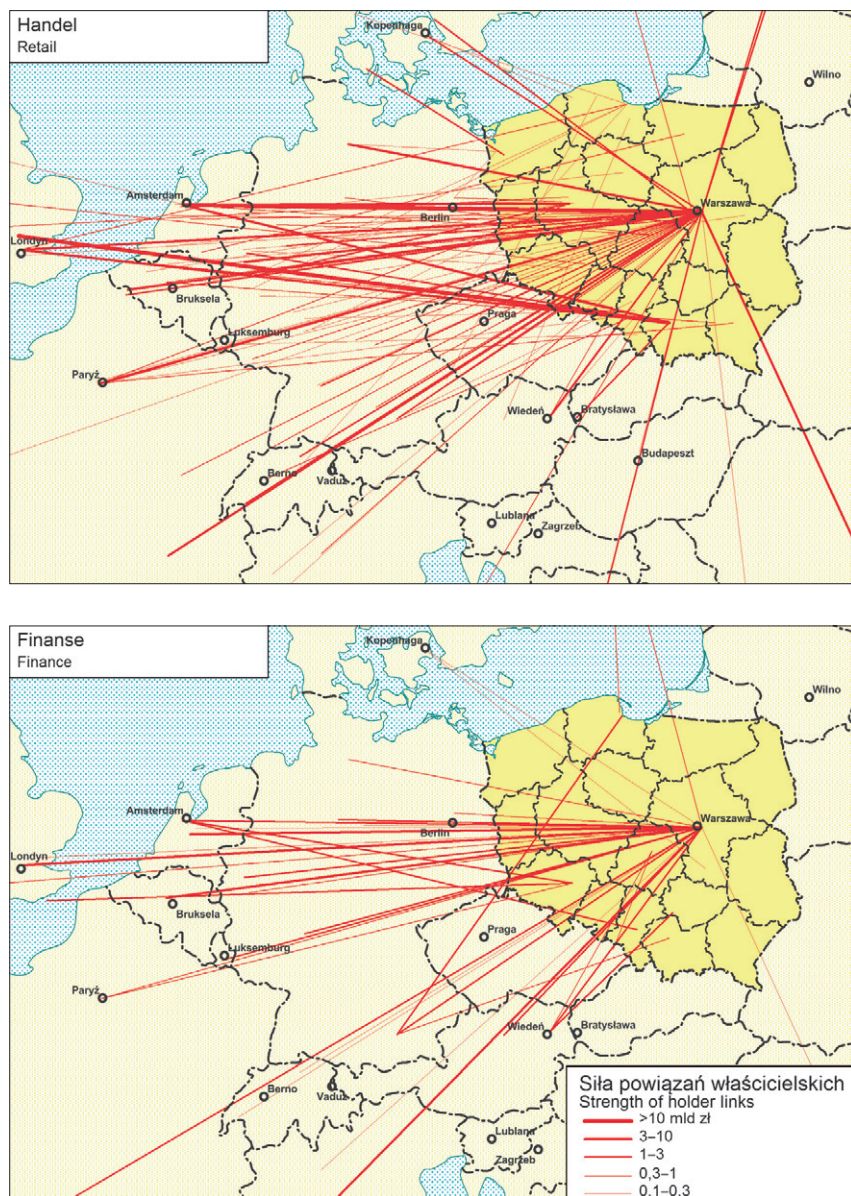 Handel
Retail
Kopenhaga
Wilno
Amsterdam
Berlin
Warszawa
Londyn
Bruksela
Praga
Luksemburg
Paryż
Wiedeń
Bratysława
Budapeszt
Berno
Vaduz
Lublana
Zagrzeb
Finanse
Finance
Kopenhaga
Wilno
Amsterdam
Berlin
Warszawa
Londyn
Bruksela
Praga
Luksemburg
Paryż
Wiedeń
Bratysława
Berno
Vaduz
Lublana
Zagrzeb
Siła powiązań właścicielskich
Strength of holder links
>10 mld zł
3–10
1–3
0,3–1
0,1–0,3